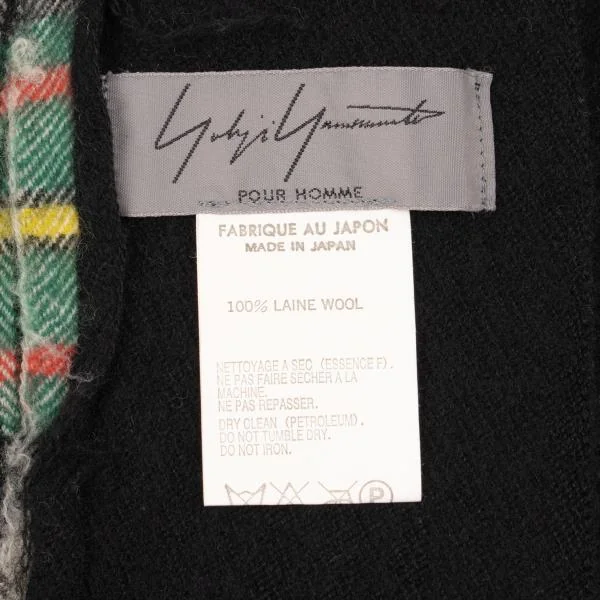 Yohji Yamamoto
POUR HOMME
FABRIQUE AU JAPON
MADE IN JAPAN
100% LAINE WOOL
NETTOYAGE A SEC (ESSENCE F).
NE PAS FAIRE SECHER A LA
MACHINE.
NE PAS REPASSER.
DRY CLEAN (PETROLEUM).
DO NOT TUMBLE DRY.
DO NOT IRON.
P